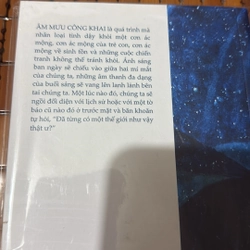 ÂM MƯU CÔNG KHAI là quá trình mà
nhân loại tỉnh dậy khỏi một cơn ác
mộng, cơn ác mộng của trẻ con, cơn ác
mộng về sinh tồn và những cuộc chiến
tranh không thể tránh khỏi. Ánh sáng
ban ngày sẽ chiếu vào giữa hai mí mắt
của chúng ta, những âm thanh đa dạng
của buổi sáng sẽ vang lên lanh lảnh bên
tai chúng ta. Một lúc nào đó, chúng ta sẽ
ngồi đối diện với lịch sử hoặc với một tờ
báo cũ nào đó ở trước mặt và băn khoăn
tự hỏi, "Đã từng có một thế giới như vậy
thật ư?"